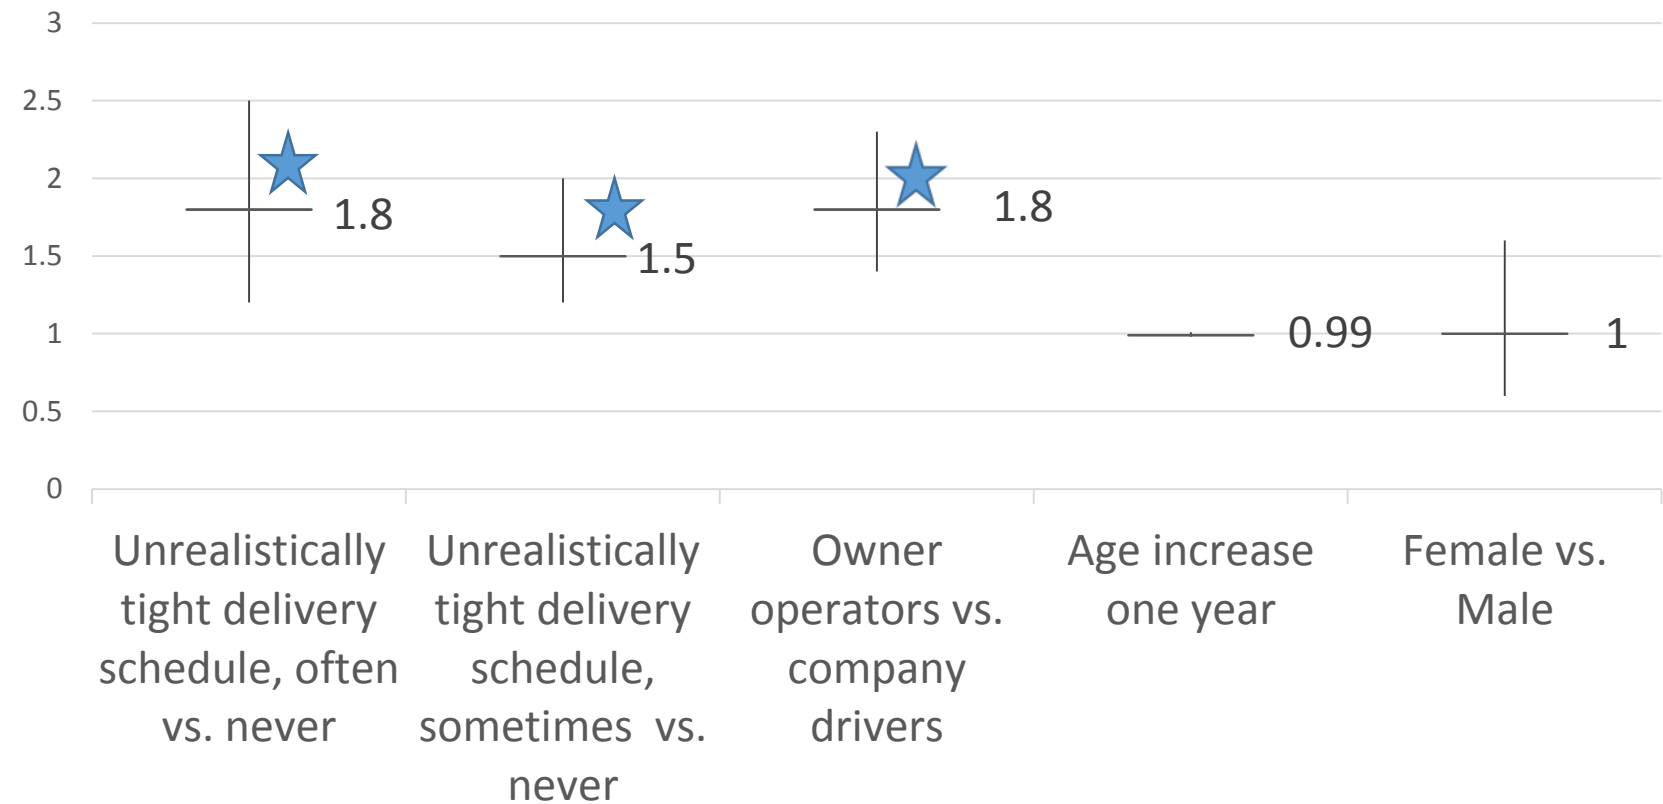 3
2.5
2
1.5
1
0.5
0
1.8
1.5
1.8
0.99
1
Unrealistically
tight delivery
schedule, often
vs. never
Unrealistically
tight delivery
schedule,
sometimes vs.
never
Owner
operators vs.
company
drivers
Age increase
one year
Female vs.
Male